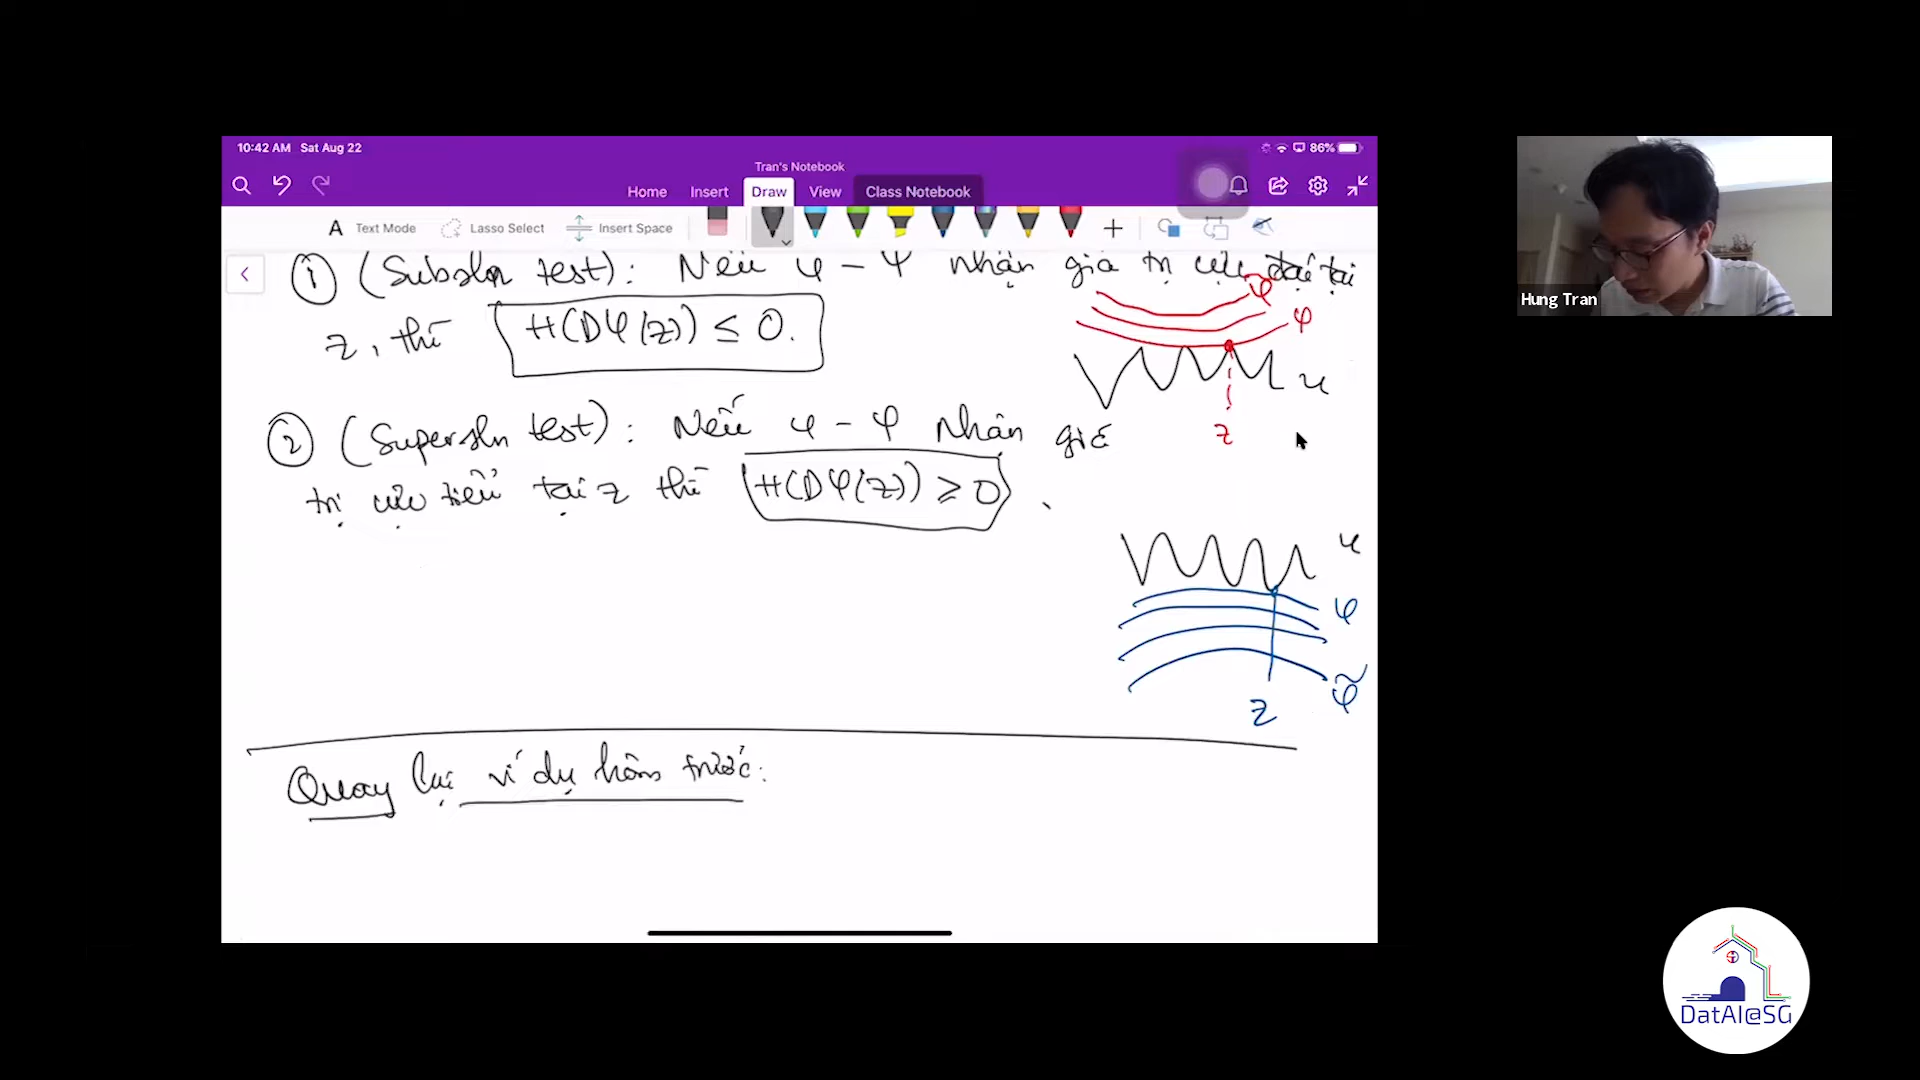 10:42 AM Sat Aug 22
86%
Tran's Notebook
Home Insert Draw View Class Notebook
A Text Mode Lasso Select Insert Space
① (Subsoln test): Nếu u - φ nhận giá trị cực đại tại
z, thì H(Dφ(z)) ≤ 0.
φ̃
φ
u
z
② (Supersoln test): Nếu u - φ nhận giá
trị cực tiểu tại z thì H(Dφ(z)) ≥ 0.
u
φ
φ̃
z
Quay lại ví dụ hôm trước:
Hung Tran
DatAI@SG